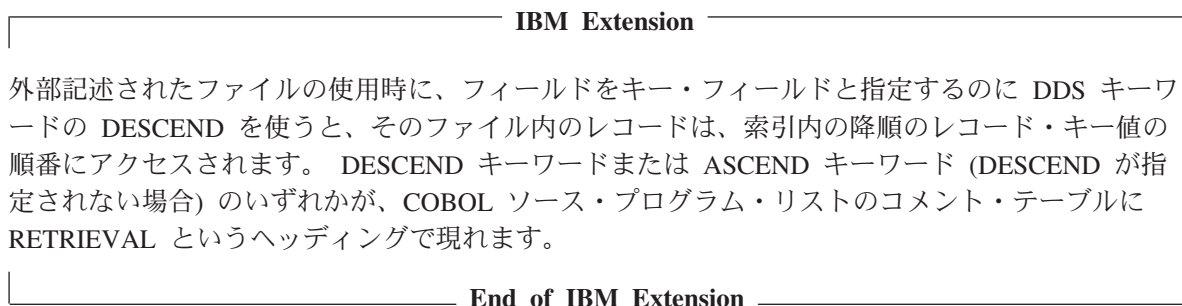 IBM Extension
外部記述されたファイルの使用時に、フィールドをキー・フィールドと指定するのに DDS キーワ
ードの DESCEND を使うと、そのファイル内のレコードは、索引内の降順のレコード・キー値の
順番にアクセスされます。 DESCEND キーワードまたは ASCEND キーワード (DESCEND が指
定されない場合) のいずれかが、COBOL ソース・プログラム・リストのコメント・テーブルに
RETRIEVAL というヘッディングで現れます。
End of IBM Extension